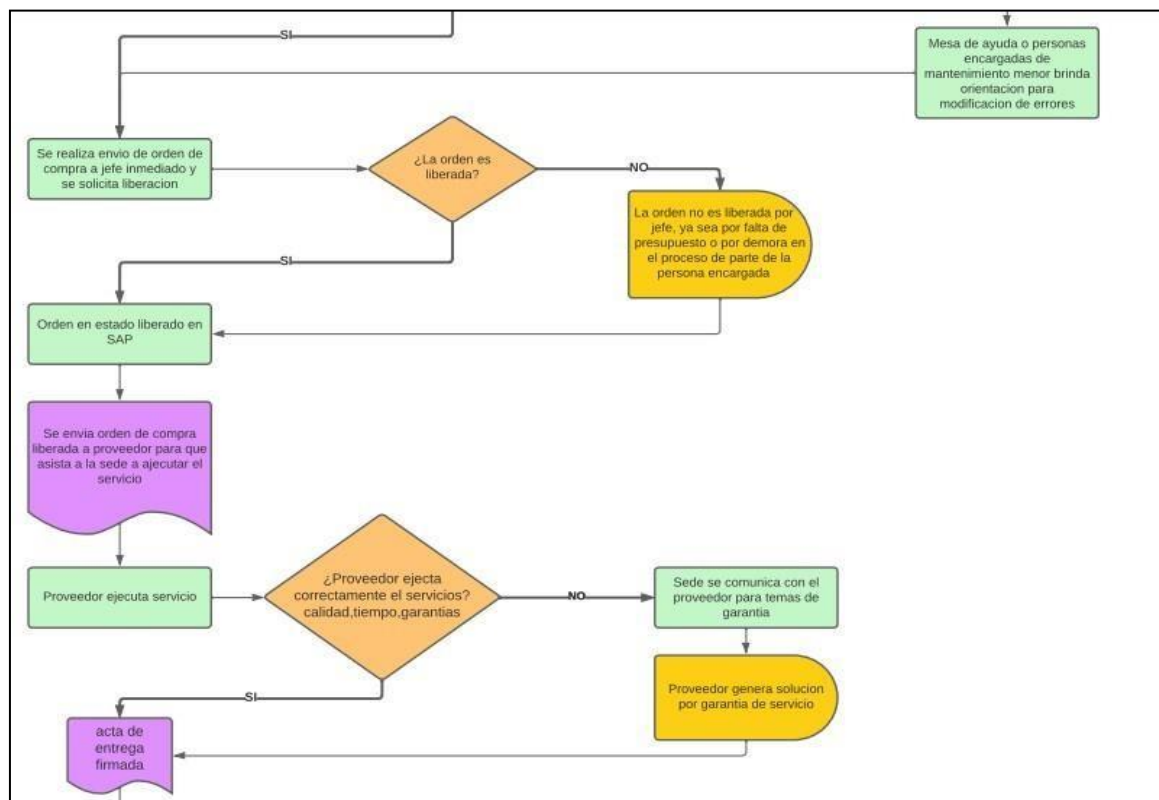 SI
Mesa de ayuda o personas
encargadas de
mantenimiento menor brinda
orientacion para
modificacion de errores
Se realiza envio de orden de
compra a jefe inmediado y
se solicita liberacion
¿La orden es
liberada?
NO
La orden no es liberada por
jefe, ya sea por falta de
presupuesto o por demora en
el proceso de parte de la
persona encargada
SI
Orden en estado liberado en
SAP
Se envia orden de compra
liberada a proveedor para que
asista a la sede a ajecutar el
servicio
Proveedor ejecuta servicio
¿Proveedor ejecta
correctamente el servicios?
calidad,tiempo,garantias
NO
Sede se comunica con el
proveedor para temas de
garantia
Proveedor genera solucion
por garantia de servicio
SI
acta de
entrega
firmada